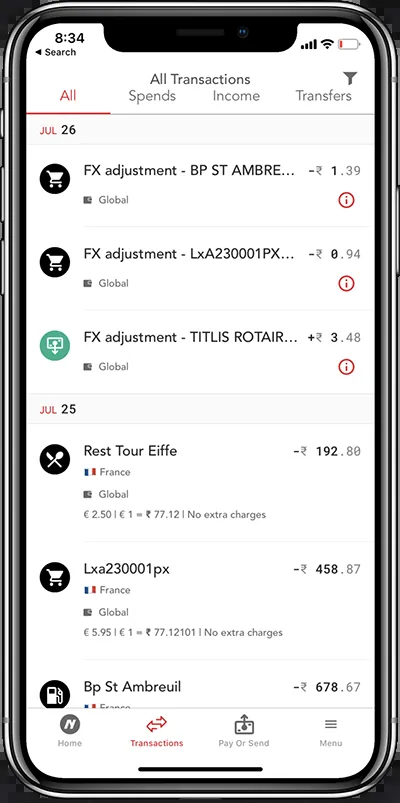 8:34
◀ Search
All Transactions
All Spends Income Transfers
JUL 26
FX adjustment - BP ST AMBRE... -₹ 1.39
Global
FX adjustment - LxA230001PX... -₹ 0.94
Global
FX adjustment - TITLIS ROTAIR... +₹ 3.48
Global
JUL 25
Rest Tour Eiffe -₹ 192.80
France
Global
€ 2.50 | € 1 = ₹ 77.12 | No extra charges
Lxa230001px -₹ 458.87
France
Global
€ 5.95 | € 1 = ₹ 77.12101 | No extra charges
Bp St Ambreuil -₹ 678.67
France
Home Transactions Pay Or Send Menu